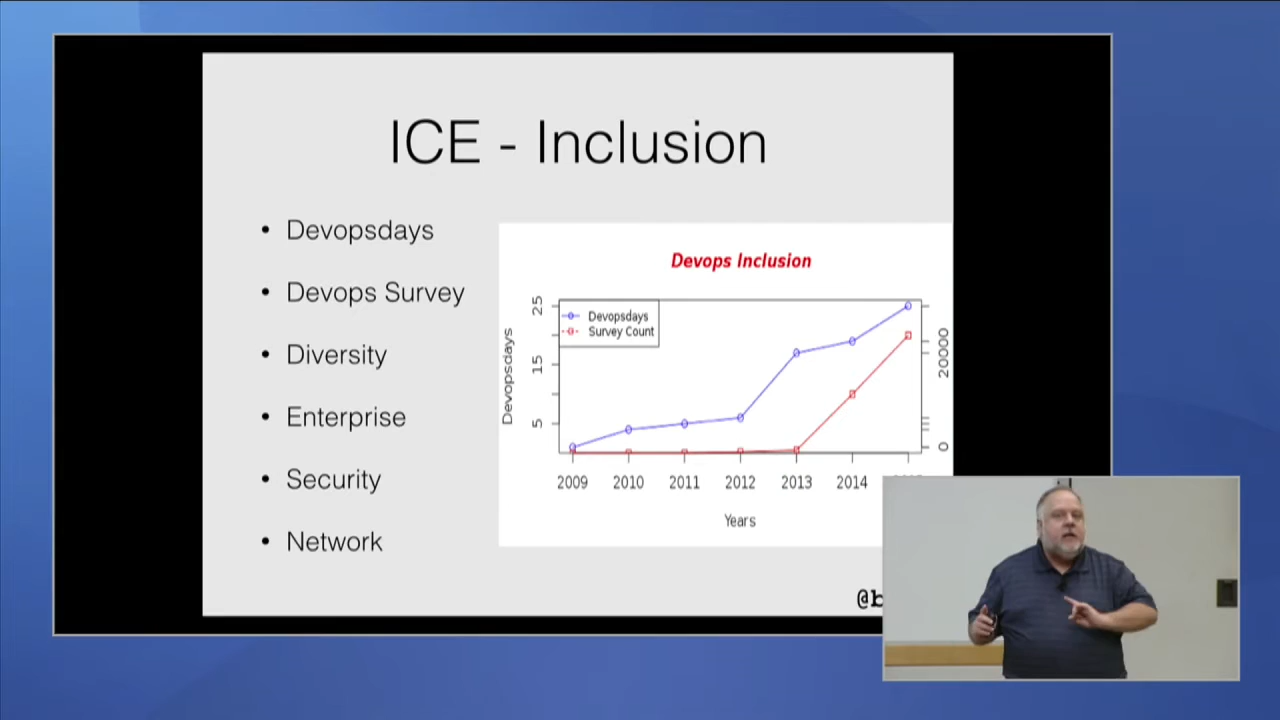 ICE - Inclusion
• Devopsdays
• Devops Survey
• Diversity
• Enterprise
• Security
• Network
Devops Inclusion
Devopsdays
Survey Count
Devopsdays
25
15
5
20000
0
2009 2010 2011 2012 2013 2014
Years